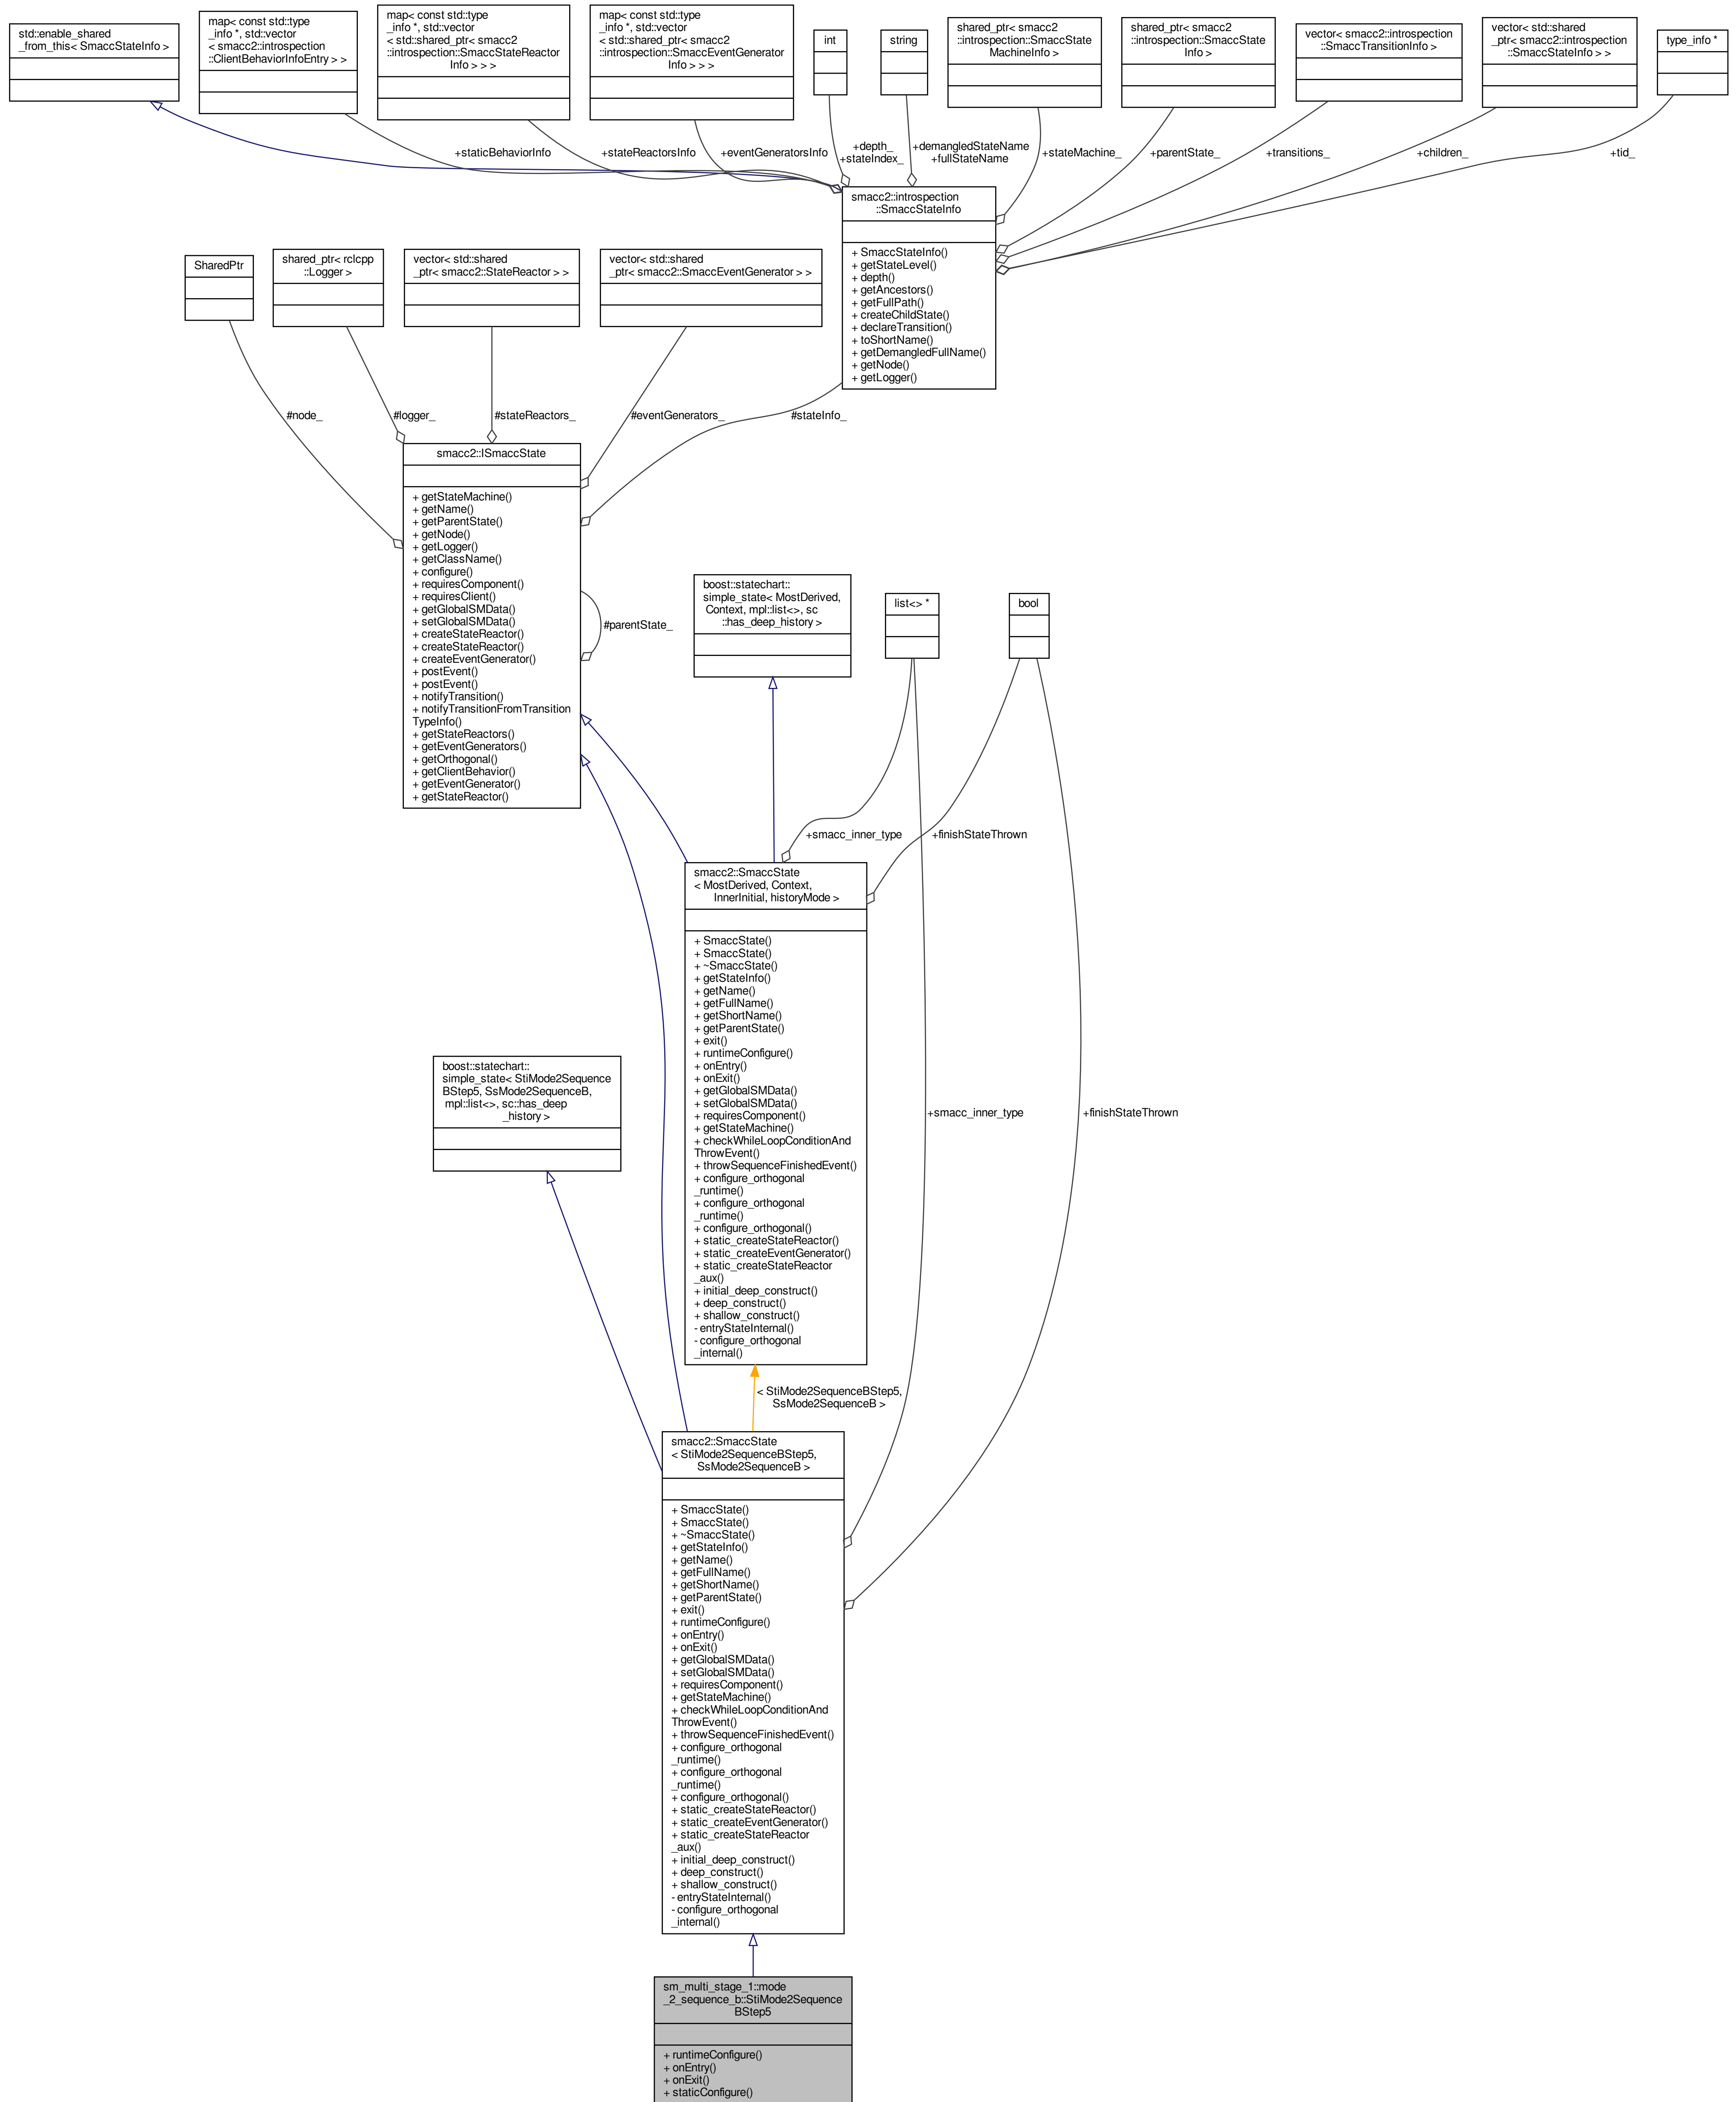 std::enable_shared
_from_this< SmaccStateInfo >
map< const std::type
_info *, std::vector
< smacc2::introspection
::ClientBehaviorInfoEntry > >
map< const std::type
_info *, std::vector
< std::shared_ptr< smacc2
::introspection::SmaccStateReactor
Info > > >
map< const std::type
_info *, std::vector
< std::shared_ptr< smacc2
::introspection::SmaccEventGenerator
Info > > >
int
string
shared_ptr< smacc2
::introspection::SmaccState
MachineInfo >
shared_ptr< smacc2
::introspection::SmaccState
Info >
vector< smacc2::introspection
::SmaccTransitionInfo >
vector< std::shared
_ptr< smacc2::introspection
::SmaccStateInfo > >
type_info *
+staticBehaviorInfo
+stateReactorsInfo
+eventGeneratorsInfo
+depth_
+stateIndex_
+demangledStateName
+fullStateName
+stateMachine_
+parentState_
+transitions_
+children_
+tid_
smacc2::introspection
::SmaccStateInfo
+ SmaccStateInfo()
+ getStateLevel()
+ depth()
+ getAncestors()
+ getFullPath()
+ createChildState()
+ declareTransition()
+ toShortName()
+ getDemangledFullName()
+ getNode()
+ getLogger()
SharedPtr
shared_ptr< rclcpp
::Logger >
vector< std::shared
_ptr< smacc2::StateReactor > >
vector< std::shared
_ptr< smacc2::SmaccEventGenerator > >
#node_
#logger_
#stateReactors_
#eventGenerators_
#stateInfo_
smacc2::ISmaccState
+ getStateMachine()
+ getName()
+ getParentState()
+ getNode()
+ getLogger()
+ getClassName()
+ configure()
+ requiresComponent()
+ requiresClient()
+ getGlobalSMData()
+ setGlobalSMData()
+ createStateReactor()
+ createStateReactor()
+ createEventGenerator()
+ postEvent()
+ postEvent()
+ notifyTransition()
+ notifyTransitionFromTransition
TypeInfo()
+ getStateReactors()
+ getEventGenerators()
+ getOrthogonal()
+ getClientBehavior()
+ getEventGenerator()
+ getStateReactor()
#parentState_
boost::statechart::
simple_state< MostDerived,
Context, mpl::list<>, sc
::has_deep_history >
list<> *
bool
+smacc_inner_type
+finishStateThrown
smacc2::SmaccState
< MostDerived, Context,
InnerInitial, historyMode >
+ SmaccState()
+ SmaccState()
+ ~SmaccState()
+ getStateInfo()
+ getName()
+ getFullName()
+ getShortName()
+ getParentState()
+ exit()
+ runtimeConfigure()
+ onEntry()
+ onExit()
+ getGlobalSMData()
+ setGlobalSMData()
+ requiresComponent()
+ getStateMachine()
+ checkWhileLoopConditionAnd
ThrowEvent()
+ throwSequenceFinishedEvent()
+ configure_orthogonal
_runtime()
+ configure_orthogonal
_runtime()
+ configure_orthogonal()
+ static_createStateReactor()
+ static_createEventGenerator()
+ static_createStateReactor
_aux()
+ initial_deep_construct()
+ deep_construct()
+ shallow_construct()
- entryStateInternal()
- configure_orthogonal
_internal()
boost::statechart::
simple_state< StiMode2Sequence
BStep5, SsMode2SequenceB,
mpl::list<>, sc::has_deep
_history >
+smacc_inner_type
+finishStateThrown
< StiMode2SequenceBStep5,
SsMode2SequenceB >
smacc2::SmaccState
< StiMode2SequenceBStep5,
SsMode2SequenceB >
+ SmaccState()
+ SmaccState()
+ ~SmaccState()
+ getStateInfo()
+ getName()
+ getFullName()
+ getShortName()
+ getParentState()
+ exit()
+ runtimeConfigure()
+ onEntry()
+ onExit()
+ getGlobalSMData()
+ setGlobalSMData()
+ requiresComponent()
+ getStateMachine()
+ checkWhileLoopConditionAnd
ThrowEvent()
+ throwSequenceFinishedEvent()
+ configure_orthogonal
_runtime()
+ configure_orthogonal
_runtime()
+ configure_orthogonal()
+ static_createStateReactor()
+ static_createEventGenerator()
+ static_createStateReactor
_aux()
+ initial_deep_construct()
+ deep_construct()
+ shallow_construct()
- entryStateInternal()
- configure_orthogonal
_internal()
sm_multi_stage_1::mode
_2_sequence_b::StiMode2Sequence
BStep5
+ runtimeConfigure()
+ onEntry()
+ onExit()
+ staticConfigure()